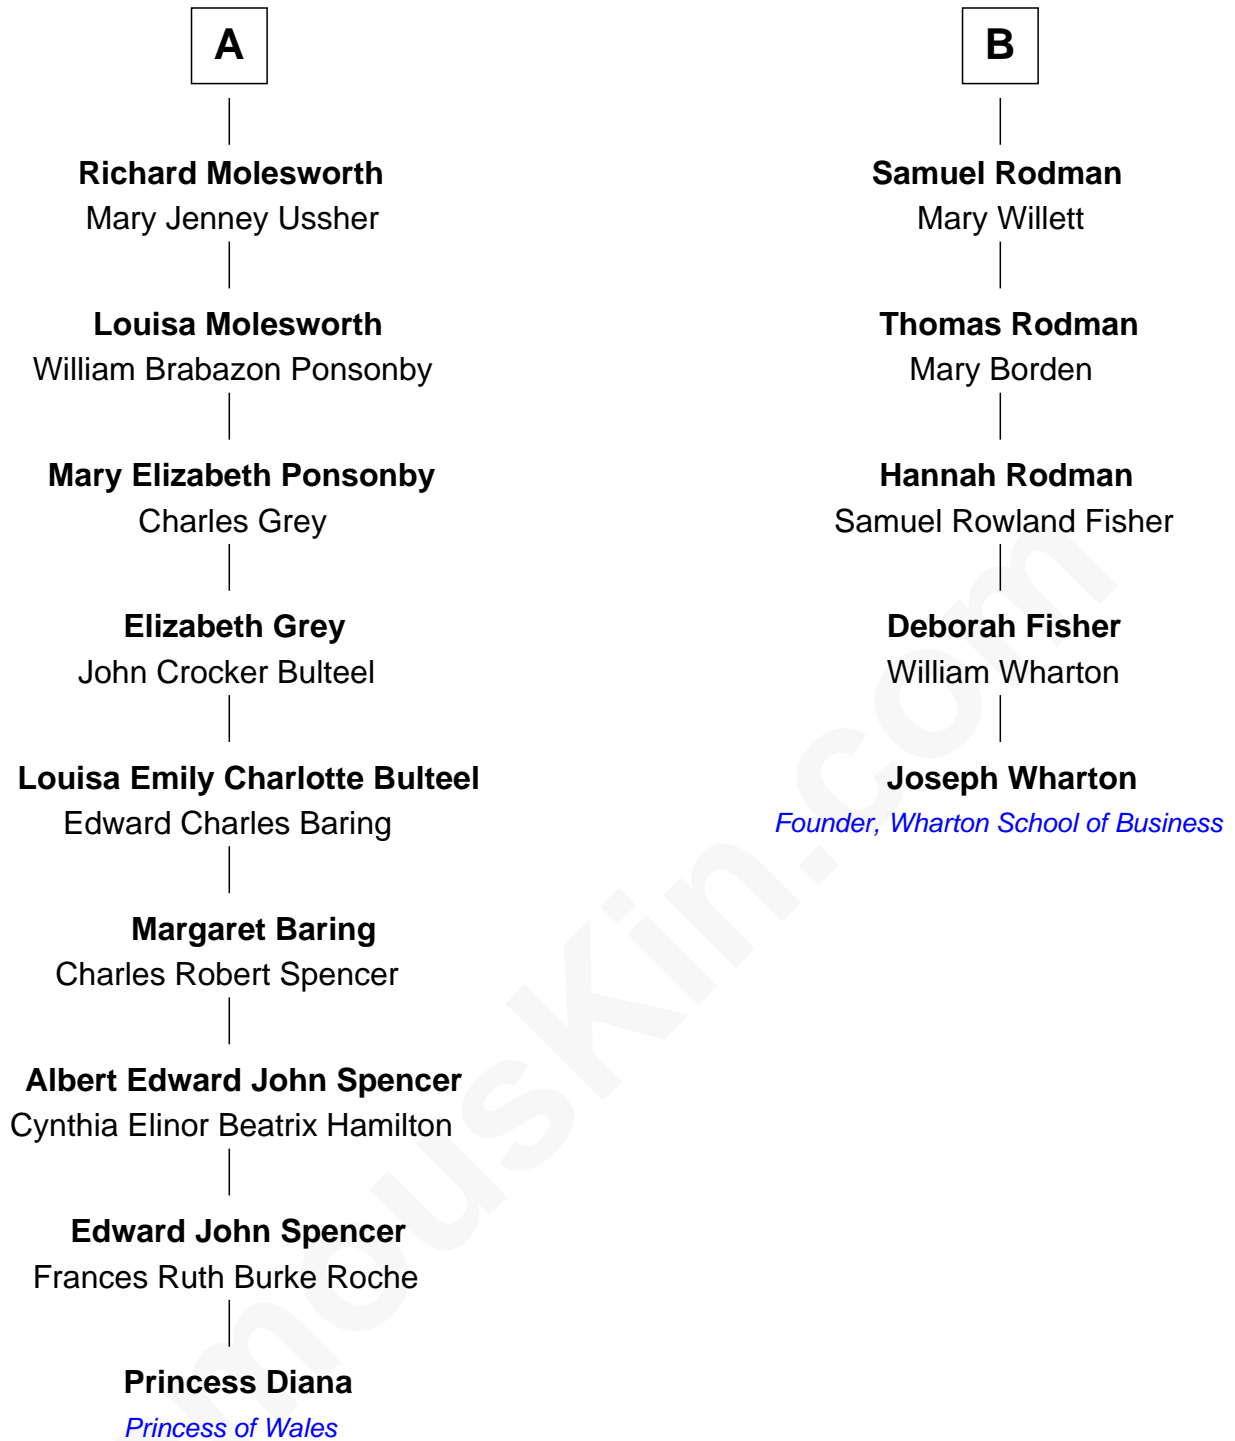 A
Richard Molesworth
Mary Jenney Ussher
Louisa Molesworth
William Brabazon Ponsonby
Mary Elizabeth Ponsonby
Charles Grey
Elizabeth Grey
John Crocker Bulteel
Louisa Emily Charlotte Bulteel
Edward Charles Baring
Margaret Baring
Charles Robert Spencer
Albert Edward John Spencer
Cynthia Elinor Beatrix Hamilton
Edward John Spencer
Frances Ruth Burke Roche
Princess Diana
Princess of Wales
B
Samuel Rodman
Mary Willett
Thomas Rodman
Mary Borden
Hannah Rodman
Samuel Rowland Fisher
Deborah Fisher
William Wharton
Joseph Wharton
Founder, Wharton School of Business
mousKin.com